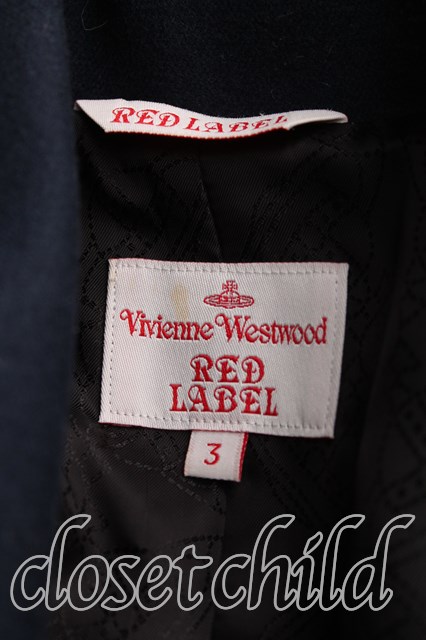 RED LABEL
Vivienne Westwood
RED
LABEL
3
closet child